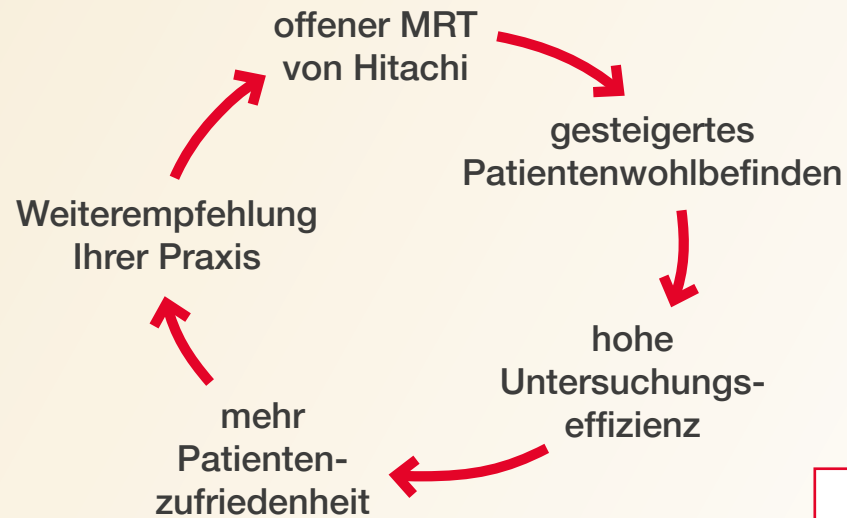 offener MRT
von Hitachi
gesteigertes
Patientenwohlbefinden
hohe
Untersuchungs-
effizienz
mehr
Patienten-
zufriedenheit
Weiterempfehlung
Ihrer Praxis